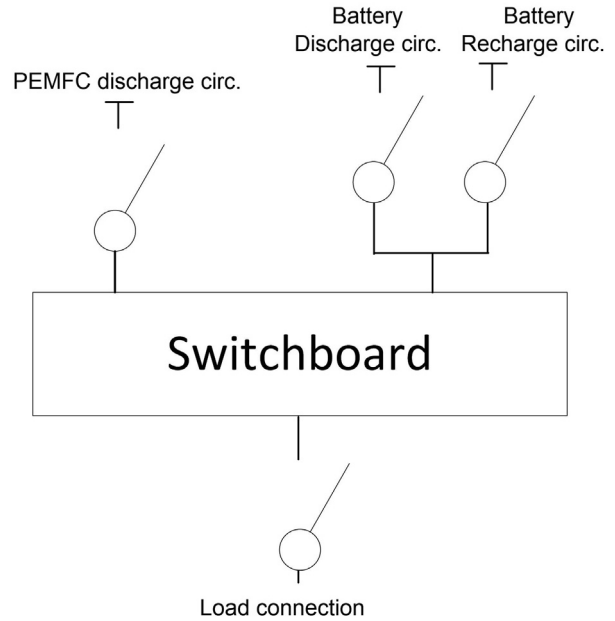 Battery
Discharge circ.
Battery
Recharge circ.
PEMFC discharge circ.
Switchboard
Load connection